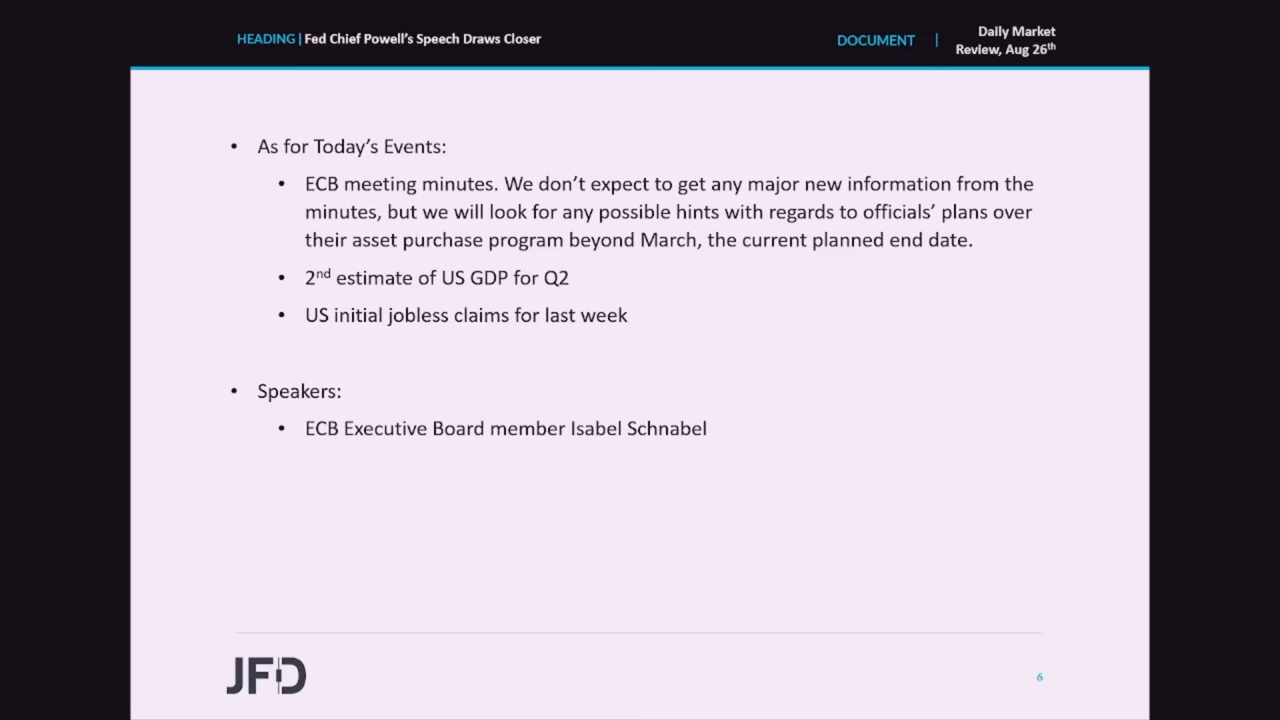 HEADING | Fed Chief Powell's Speech Draws Closer
DOCUMENT | Daily Market
Review, Aug 26th
• As for Today's Events:
• ECB meeting minutes. We don't expect to get any major new information from the
minutes, but we will look for any possible hints with regards to officials' plans over
their asset purchase program beyond March, the current planned end date.
• 2nd estimate of US GDP for Q2
• US initial jobless claims for last week
• Speakers:
• ECB Executive Board member Isabel Schnabel
JFD
6